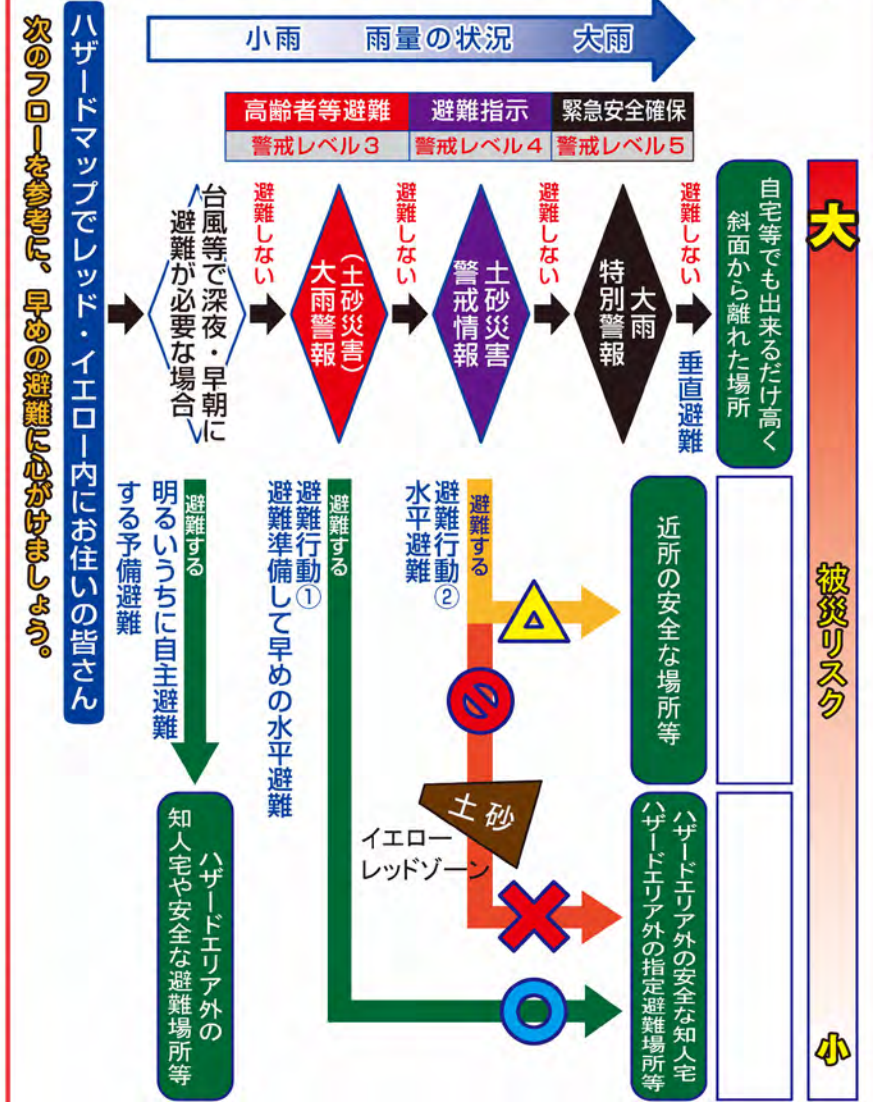 次のフローを参考に、早めの避難に心がけましょう。
ハザードマップでレッド・イエロー内にお住いの皆さん
小雨 雨量の状況 大雨
高齢者等避難 避難指示 緊急安全確保
警戒レベル3 警戒レベル4 警戒レベル5
台風等で深夜・早朝に
避難が必要な場合
避難しない
大雨警報
(土砂災害)
避難しない
土砂災害
警戒情報
避難しない
大雨
特別警報
避難しない
垂直避難
自宅等でも出来るだけ高く
斜面から離れた場所
避難する
明るいうちに自主避難
する予備避難
ハザードエリア外の
知人宅や安全な避難場所等
避難する
避難行動①
避難準備して早めの水平避難
避難する
避難行動②
水平避難
土砂
イエロー
レッドゾーン
近所の安全な場所等
ハザードエリア外の安全な知人宅
ハザードエリア外の指定避難場所等
大
被災リスク
小